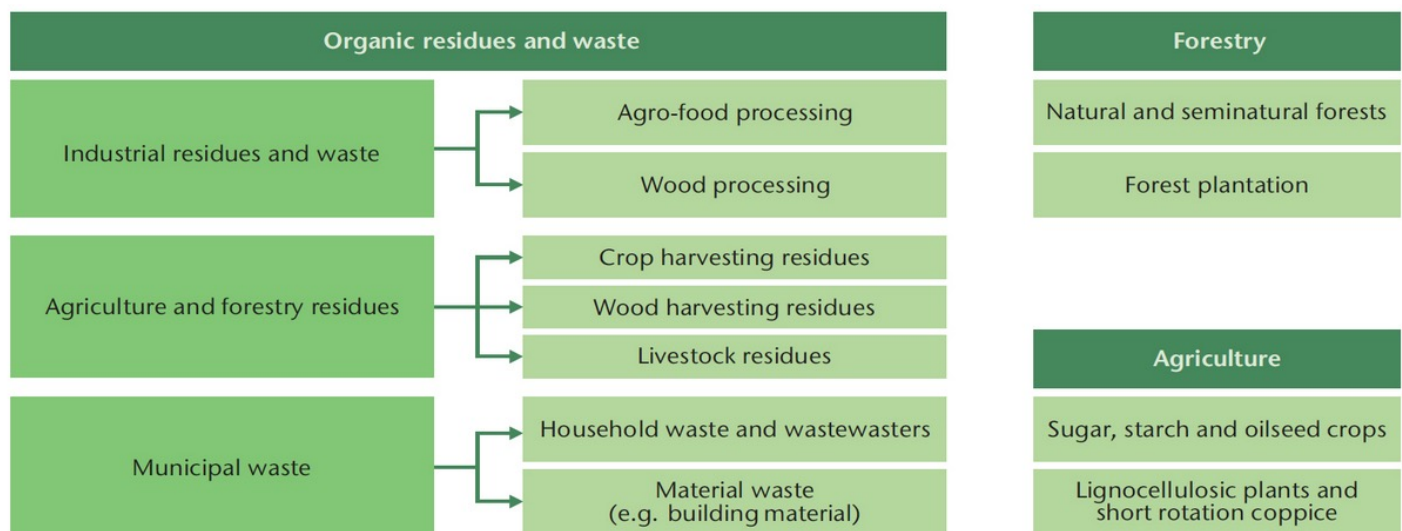 Organic residues and waste
Industrial residues and waste
Agro-food processing
Wood processing
Agriculture and forestry residues
Crop harvesting residues
Wood harvesting residues
Livestock residues
Municipal waste
Household waste and wastewasters
Material waste
(e.g. building material)
Forestry
Natural and seminatural forests
Forest plantation
Agriculture
Sugar, starch and oilseed crops
Lignocellulosic plants and
short rotation coppice